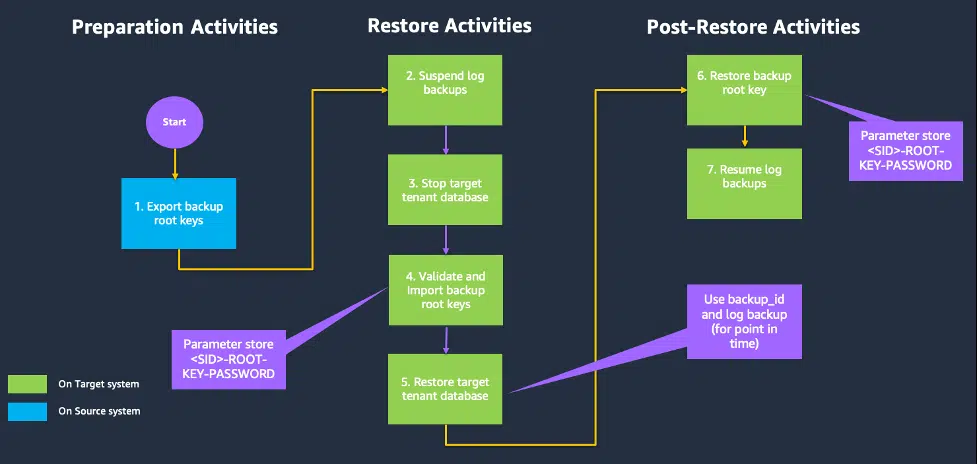 Preparation Activities
Restore Activities
Post-Restore Activities
Start
1. Export backup
root keys
2. Suspend log
backups
3. Stop target
tenant database
4. Validate and
Import backup
root keys
Parameter store
<SID>-ROOT-
KEY-PASSWORD
5. Restore target
tenant database
Use backup_id
and log backup
(for point in
time)
6. Restore backup
root key
Parameter store
<SID>-ROOT-
KEY-PASSWORD
7. Resume log
backups
On Target system
On Source system